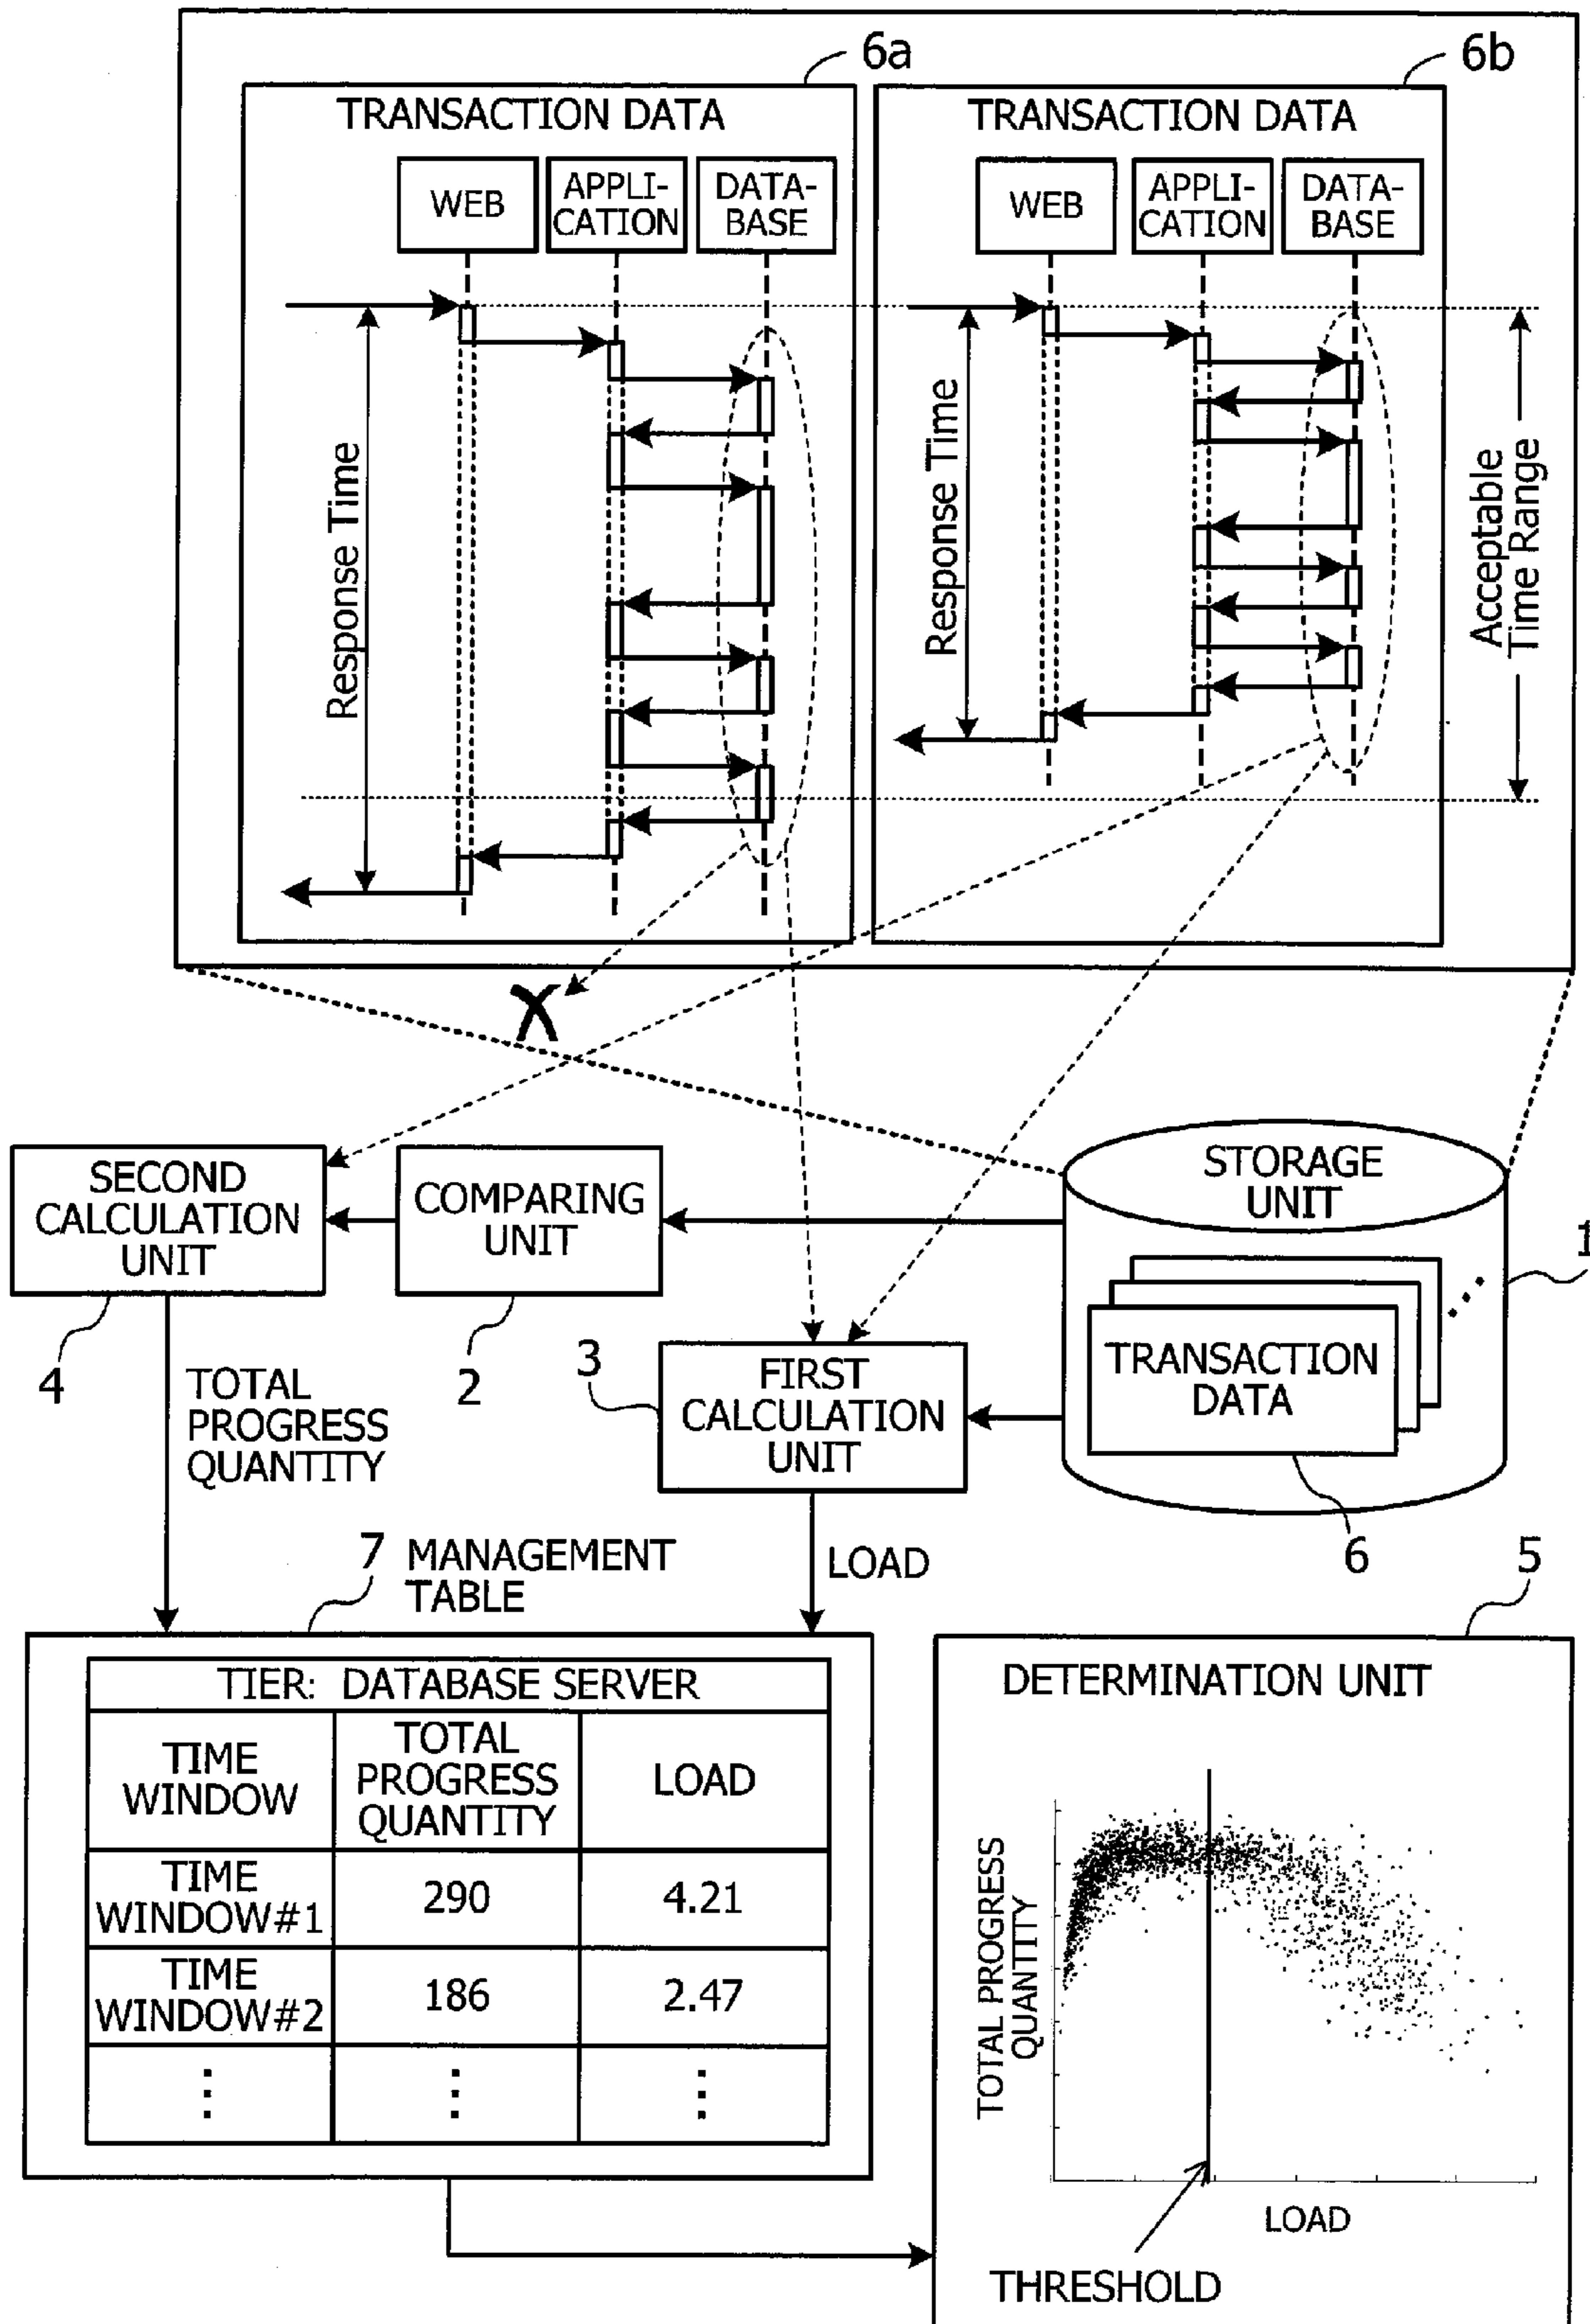 6a
6b
TRANSACTION DATA
WEB
APPLI-
CATION
DATA-
BASE
Response Time
TRANSACTION DATA
WEB
APPLI-
CATION
DATA-
BASE
Response Time
Acceptable
Time Range
X
SECOND
CALCULATION
UNIT
4
COMPARING
UNIT
2
STORAGE
UNIT
1
TRANSACTION
DATA
6
3
FIRST
CALCULATION
UNIT
TOTAL
PROGRESS
QUANTITY
LOAD
7 MANAGEMENT
TABLE
TIER: DATABASE SERVER
TIME
WINDOW
TOTAL
PROGRESS
QUANTITY
LOAD
TIME
WINDOW#1
290
4.21
TIME
WINDOW#2
186
2.47
5
DETERMINATION UNIT
TOTAL PROGRESS
QUANTITY
LOAD
THRESHOLD